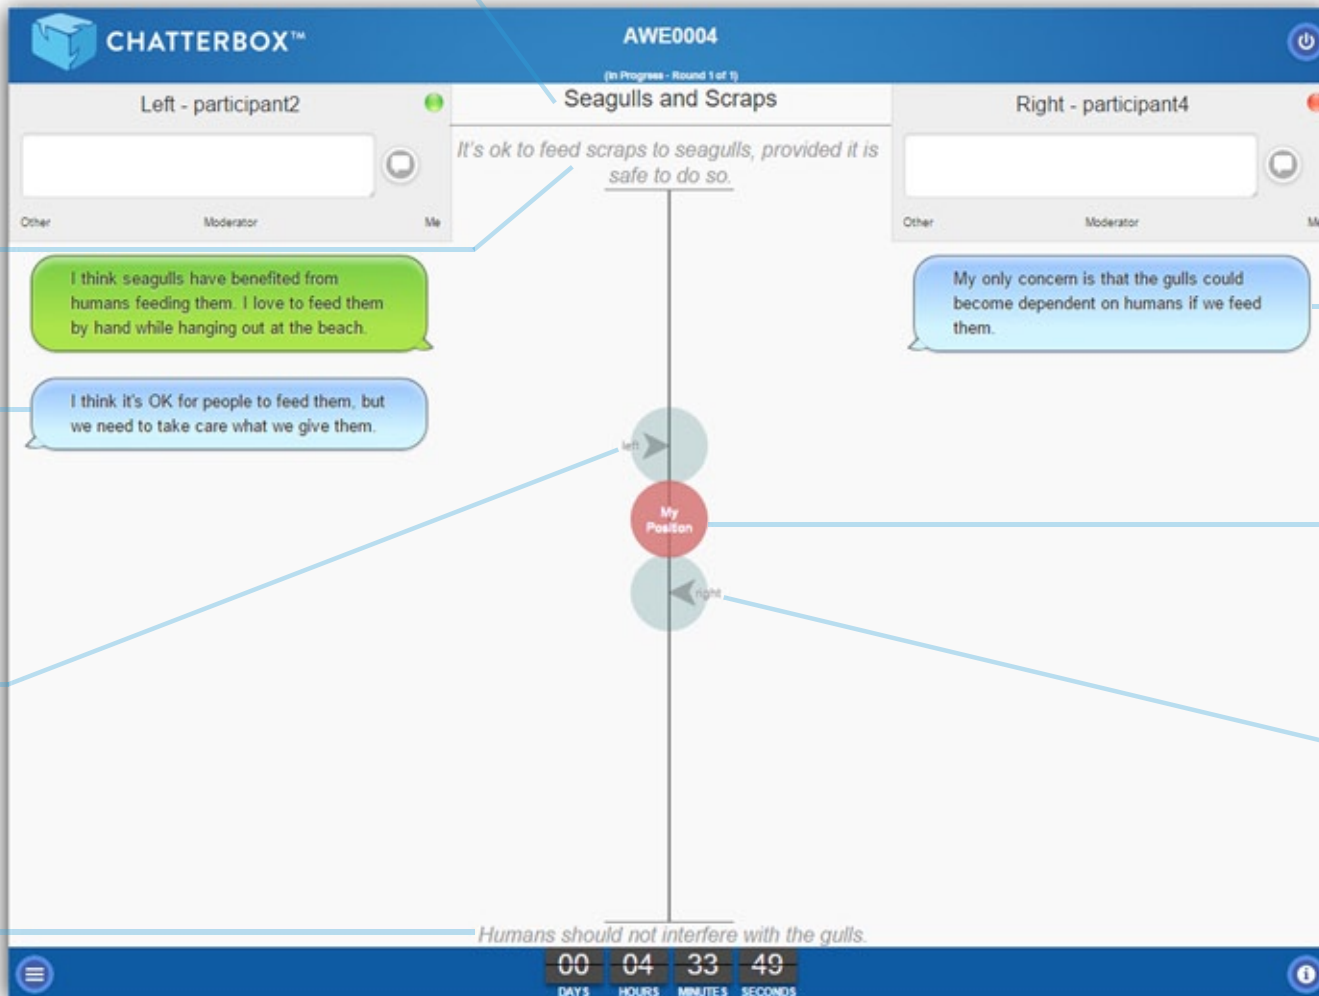 CHATTERBOX™
AWE0004
(In Progress - Round 1 of 1)
Left - participant2
Other Moderator Me
I think seagulls have benefited from
humans feeding them. I love to feed them
by hand while hanging out at the beach.
I think it's OK for people to feed them, but
we need to take care what we give them.
Seagulls and Scraps
It's ok to feed scraps to seagulls, provided it is
safe to do so.
left
My
Position
right
Humans should not interfere with the gulls.
Right - participant4
Other Moderator
My only concern is that the gulls could
become dependent on humans if we feed
them.
00 04 33 49
DAYS HOURS MINUTES SECONDS